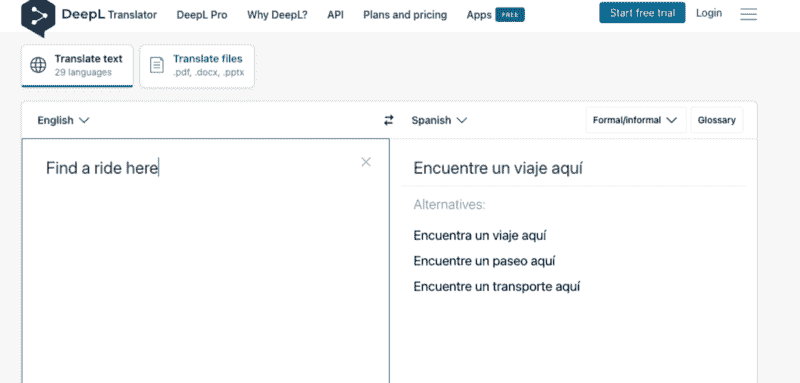 DeepL Translator DeepL Pro Why DeepL? API Plans and pricing Apps FREE Start free trial Login
Translate text
29 languages
Translate files
.pdf, .docx, .pptx
English
Spanish Formal/informal Glossary
Find a ride here
Encuentre un viaje aquí
Alternatives:
Encuentra un viaje aquí
Encuentre un paseo aquí
Encuentre un transporte aquí